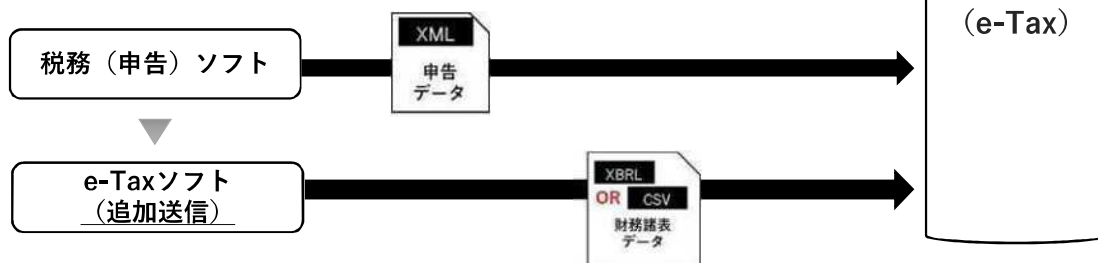 (e-Tax)
税務（申告）ソフト
XML
申告
データ
e-Taxソフト
（追加送信）
XBRL
OR CSV
財務諸表
データ